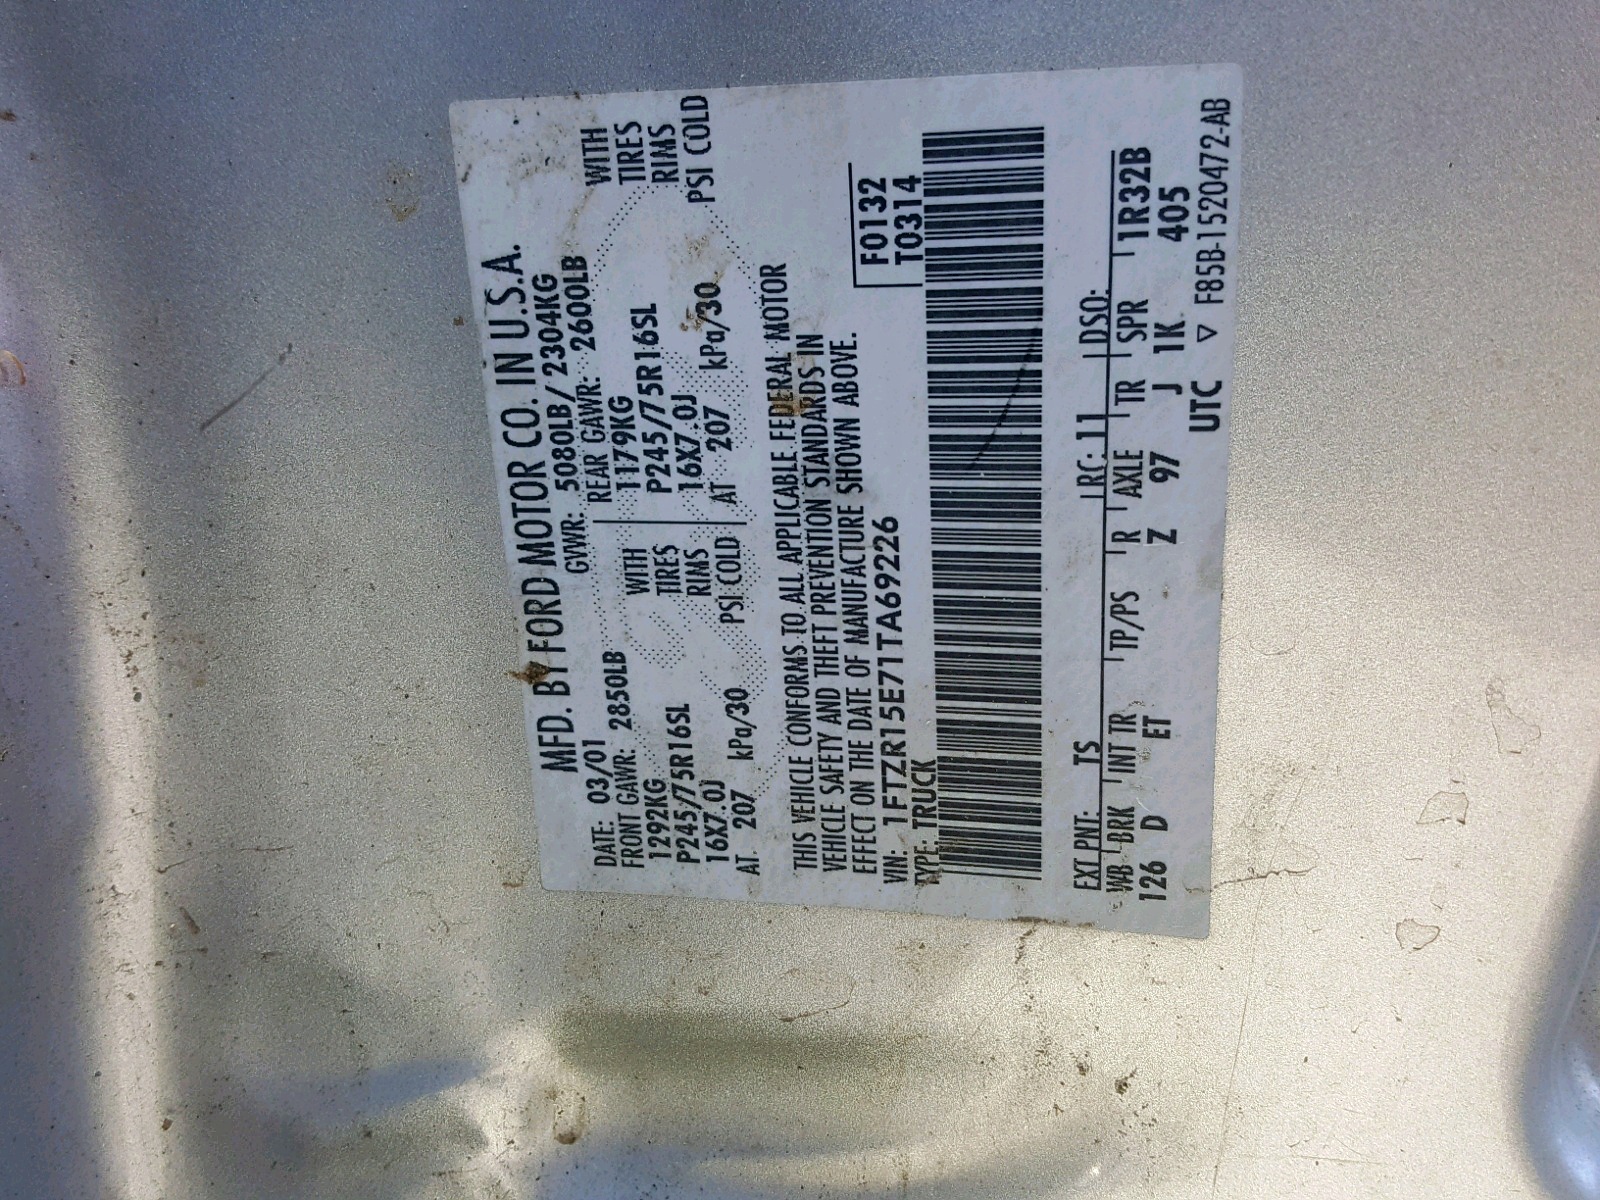 MFD. BY FORD MOTOR CO. IN U.S.A.
DATE: 03/01 GVWR: 5080LB/ 2304KG
FRONT GAWR: 2850LB REAR GAWR: 2600LB
1292KG WITH 1179KG WITH
P245/75R16SL TIRES P245/75R16SL TIRES
16X7.0J RIMS 16X7.0J RIMS
AT 207 kPa/30 PSI COLD AT 207 kPa/30 PSI COLD
THIS VEHICLE CONFORMS TO ALL APPLICABLE FEDERAL MOTOR
VEHICLE SAFETY AND THEFT PREVENTION STANDARDS IN
EFFECT ON THE DATE OF MANUFACTURE SHOWN ABOVE.
VIN: 1FTZR15E71TA69226 F0132
TYPE: TRUCK T0314
EXT PNT: TS RC: 11 DSO:
WB BRK INT TR TP/PS R AXLE TR SPR 1R32B
126 D ET Z 97 J 1K 405
UTC ▽ F85B-1520472-AB